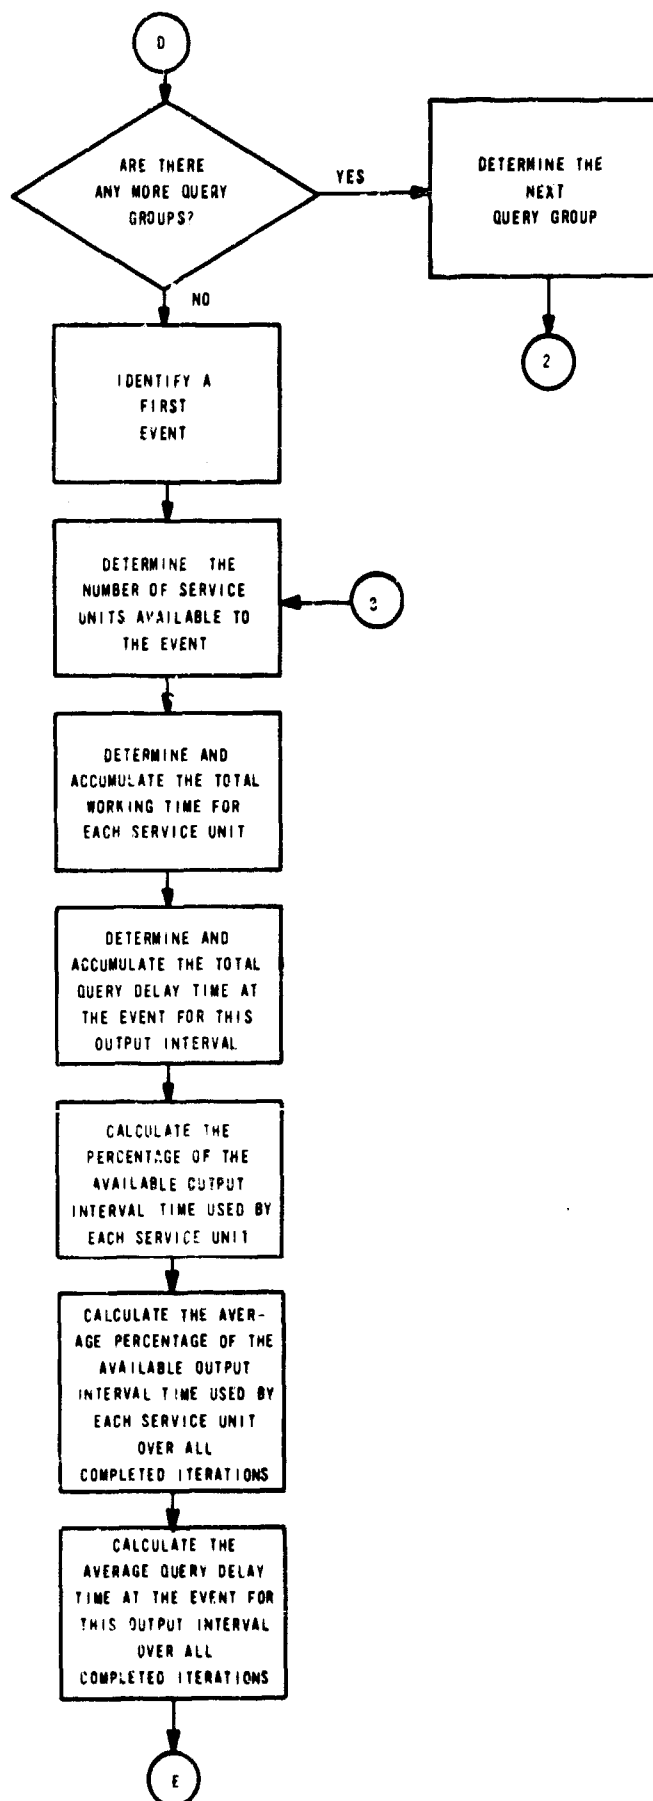 D
ARE THERE
ANY MORE QUERY
GROUPS?
YES
DETERMINE THE
NEXT
QUERY GROUP
2
NO
IDENTIFY A
FIRST
EVENT
DETERMINE THE
NUMBER OF SERVICE
UNITS AVAILABLE TO
THE EVENT
3
DETERMINE AND
ACCUMULATE THE TOTAL
WORKING TIME FOR
EACH SERVICE UNIT
DETERMINE AND
ACCUMULATE THE TOTAL
QUERY DELAY TIME AT
THE EVENT FOR THIS
OUTPUT INTERVAL
CALCULATE THE
PERCENTAGE OF THE
AVAILABLE OUTPUT
INTERVAL TIME USED BY
EACH SERVICE UNIT
CALCULATE THE AVER-
AGE PERCENTAGE OF THE
AVAILABLE OUTPUT
INTERVAL TIME USED BY
EACH SERVICE UNIT
OVER ALL
COMPLETED ITERATIONS
CALCULATE THE
AVERAGE QUERY DELAY
TIME AT THE EVENT FOR
THIS OUTPUT INTERVAL
OVER ALL
COMPLETED ITERATIONS
E